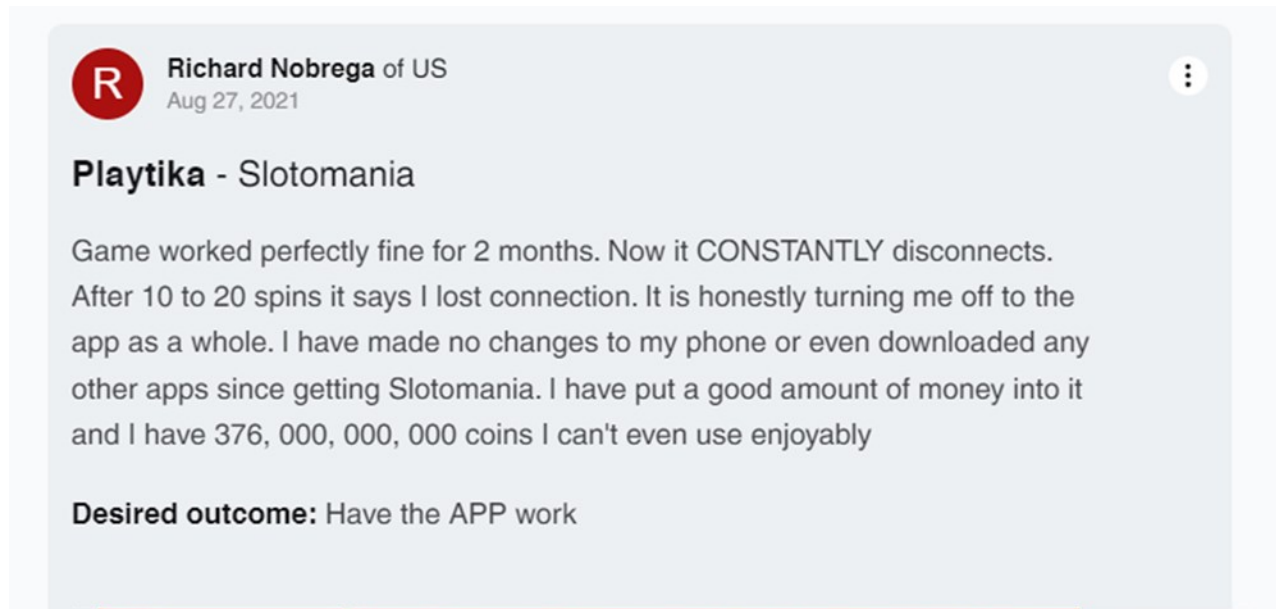 R
Richard Nobrega of US
Aug 27, 2021
Playtika - Slotomania
Game worked perfectly fine for 2 months. Now it CONSTANTLY disconnects.
After 10 to 20 spins it says I lost connection. It is honestly turning me off to the
app as a whole. I have made no changes to my phone or even downloaded any
other apps since getting Slotomania. I have put a good amount of money into it
and I have 376, 000, 000, 000 coins I can't even use enjoyably
Desired outcome: Have the APP work